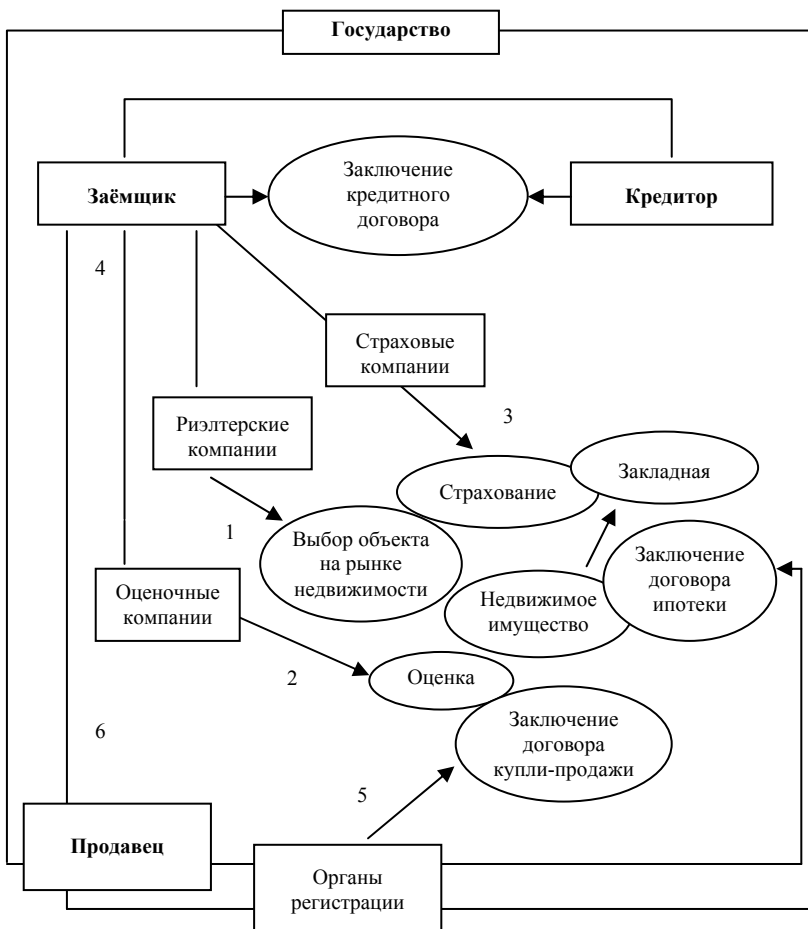 Государство
Заключение
кредитного
договора
Заёмщик
Кредитор
4
Страховые
компании
Риэлтерские
компании
3
Страхование
Закладная
1
Выбор объекта
на рынке
недвижимости
Заключение
договора
ипотеки
Оценочные
компании
Недвижимое
имущество
2
Оценка
6
Заключение
договора
купли-продажи
5
Продавец
Органы
регистрации